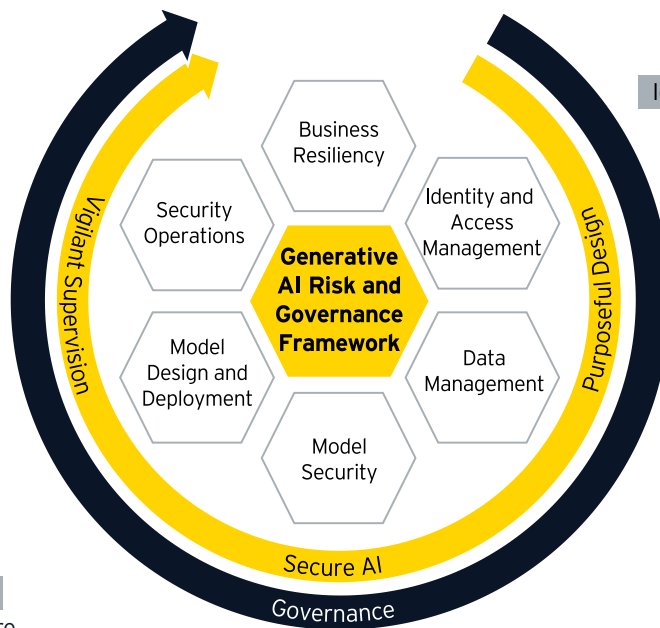 Business
Resiliency
Identity and
Access
Management
Security
Operations
Generative
AI Risk and
Governance
Framework
Model
Design and
Deployment
Data
Management
Model
Security
Vigilant Supervision
Purposeful Design
Secure AI
Governance